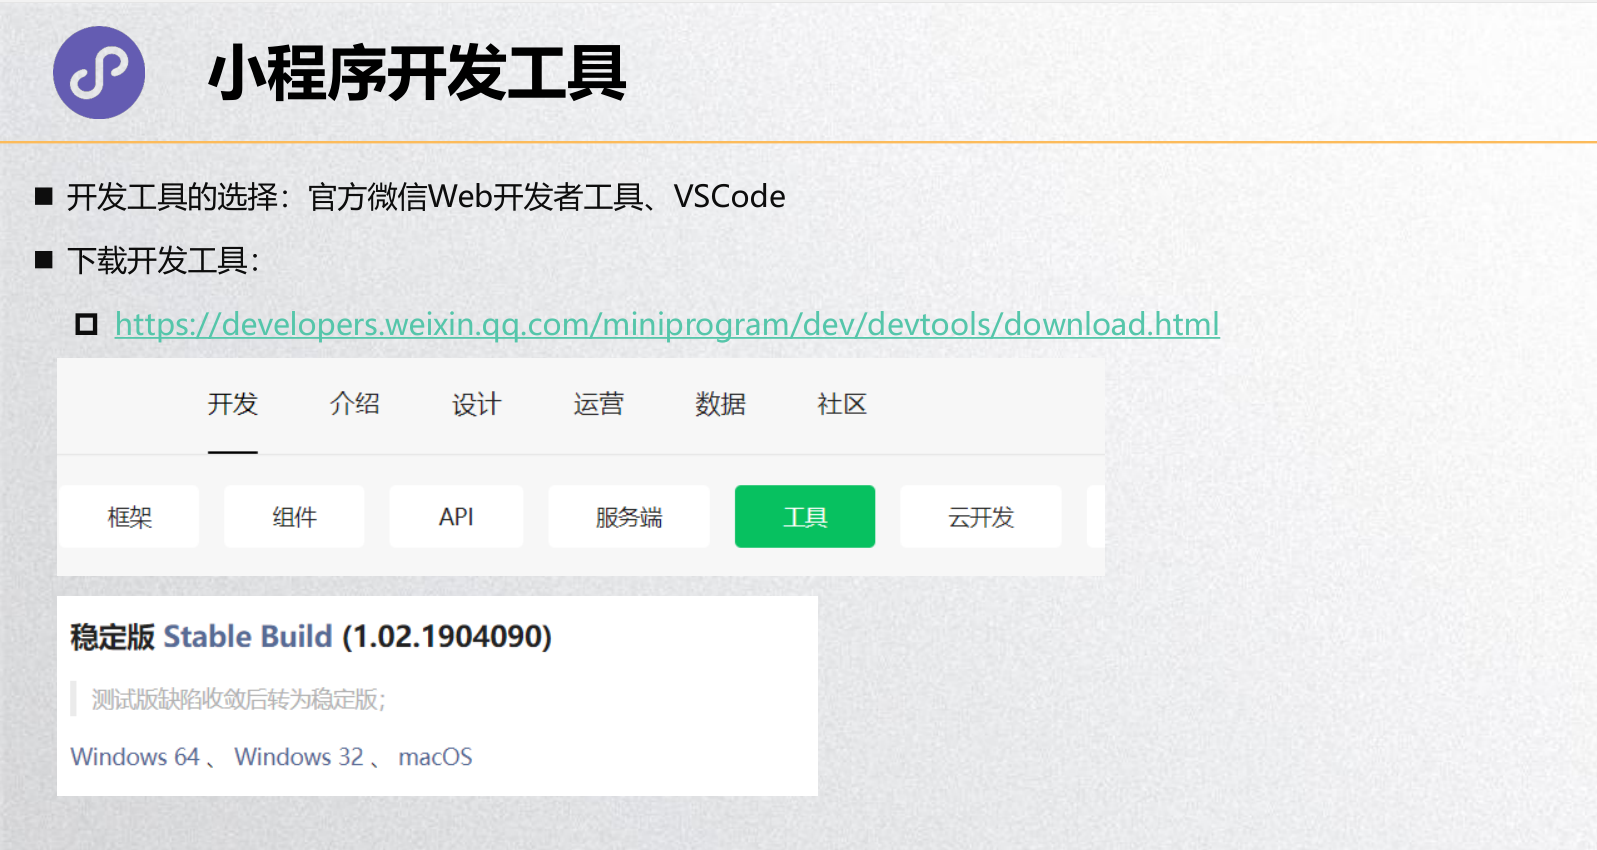 小程序开发工具
开发工具的选择：官方微信Web开发者工具、VSCode
下载开发工具：
https://developers.weixin.qq.com/miniprogram/dev/devtools/download.html
开发 介绍 设计 运营 数据 社区
框架 组件 API 服务端 工具 云开发
稳定版 Stable Build (1.02.1904090)
测试版缺陷收敛后转为稳定版；
Windows 64 、 Windows 32 、 macOS